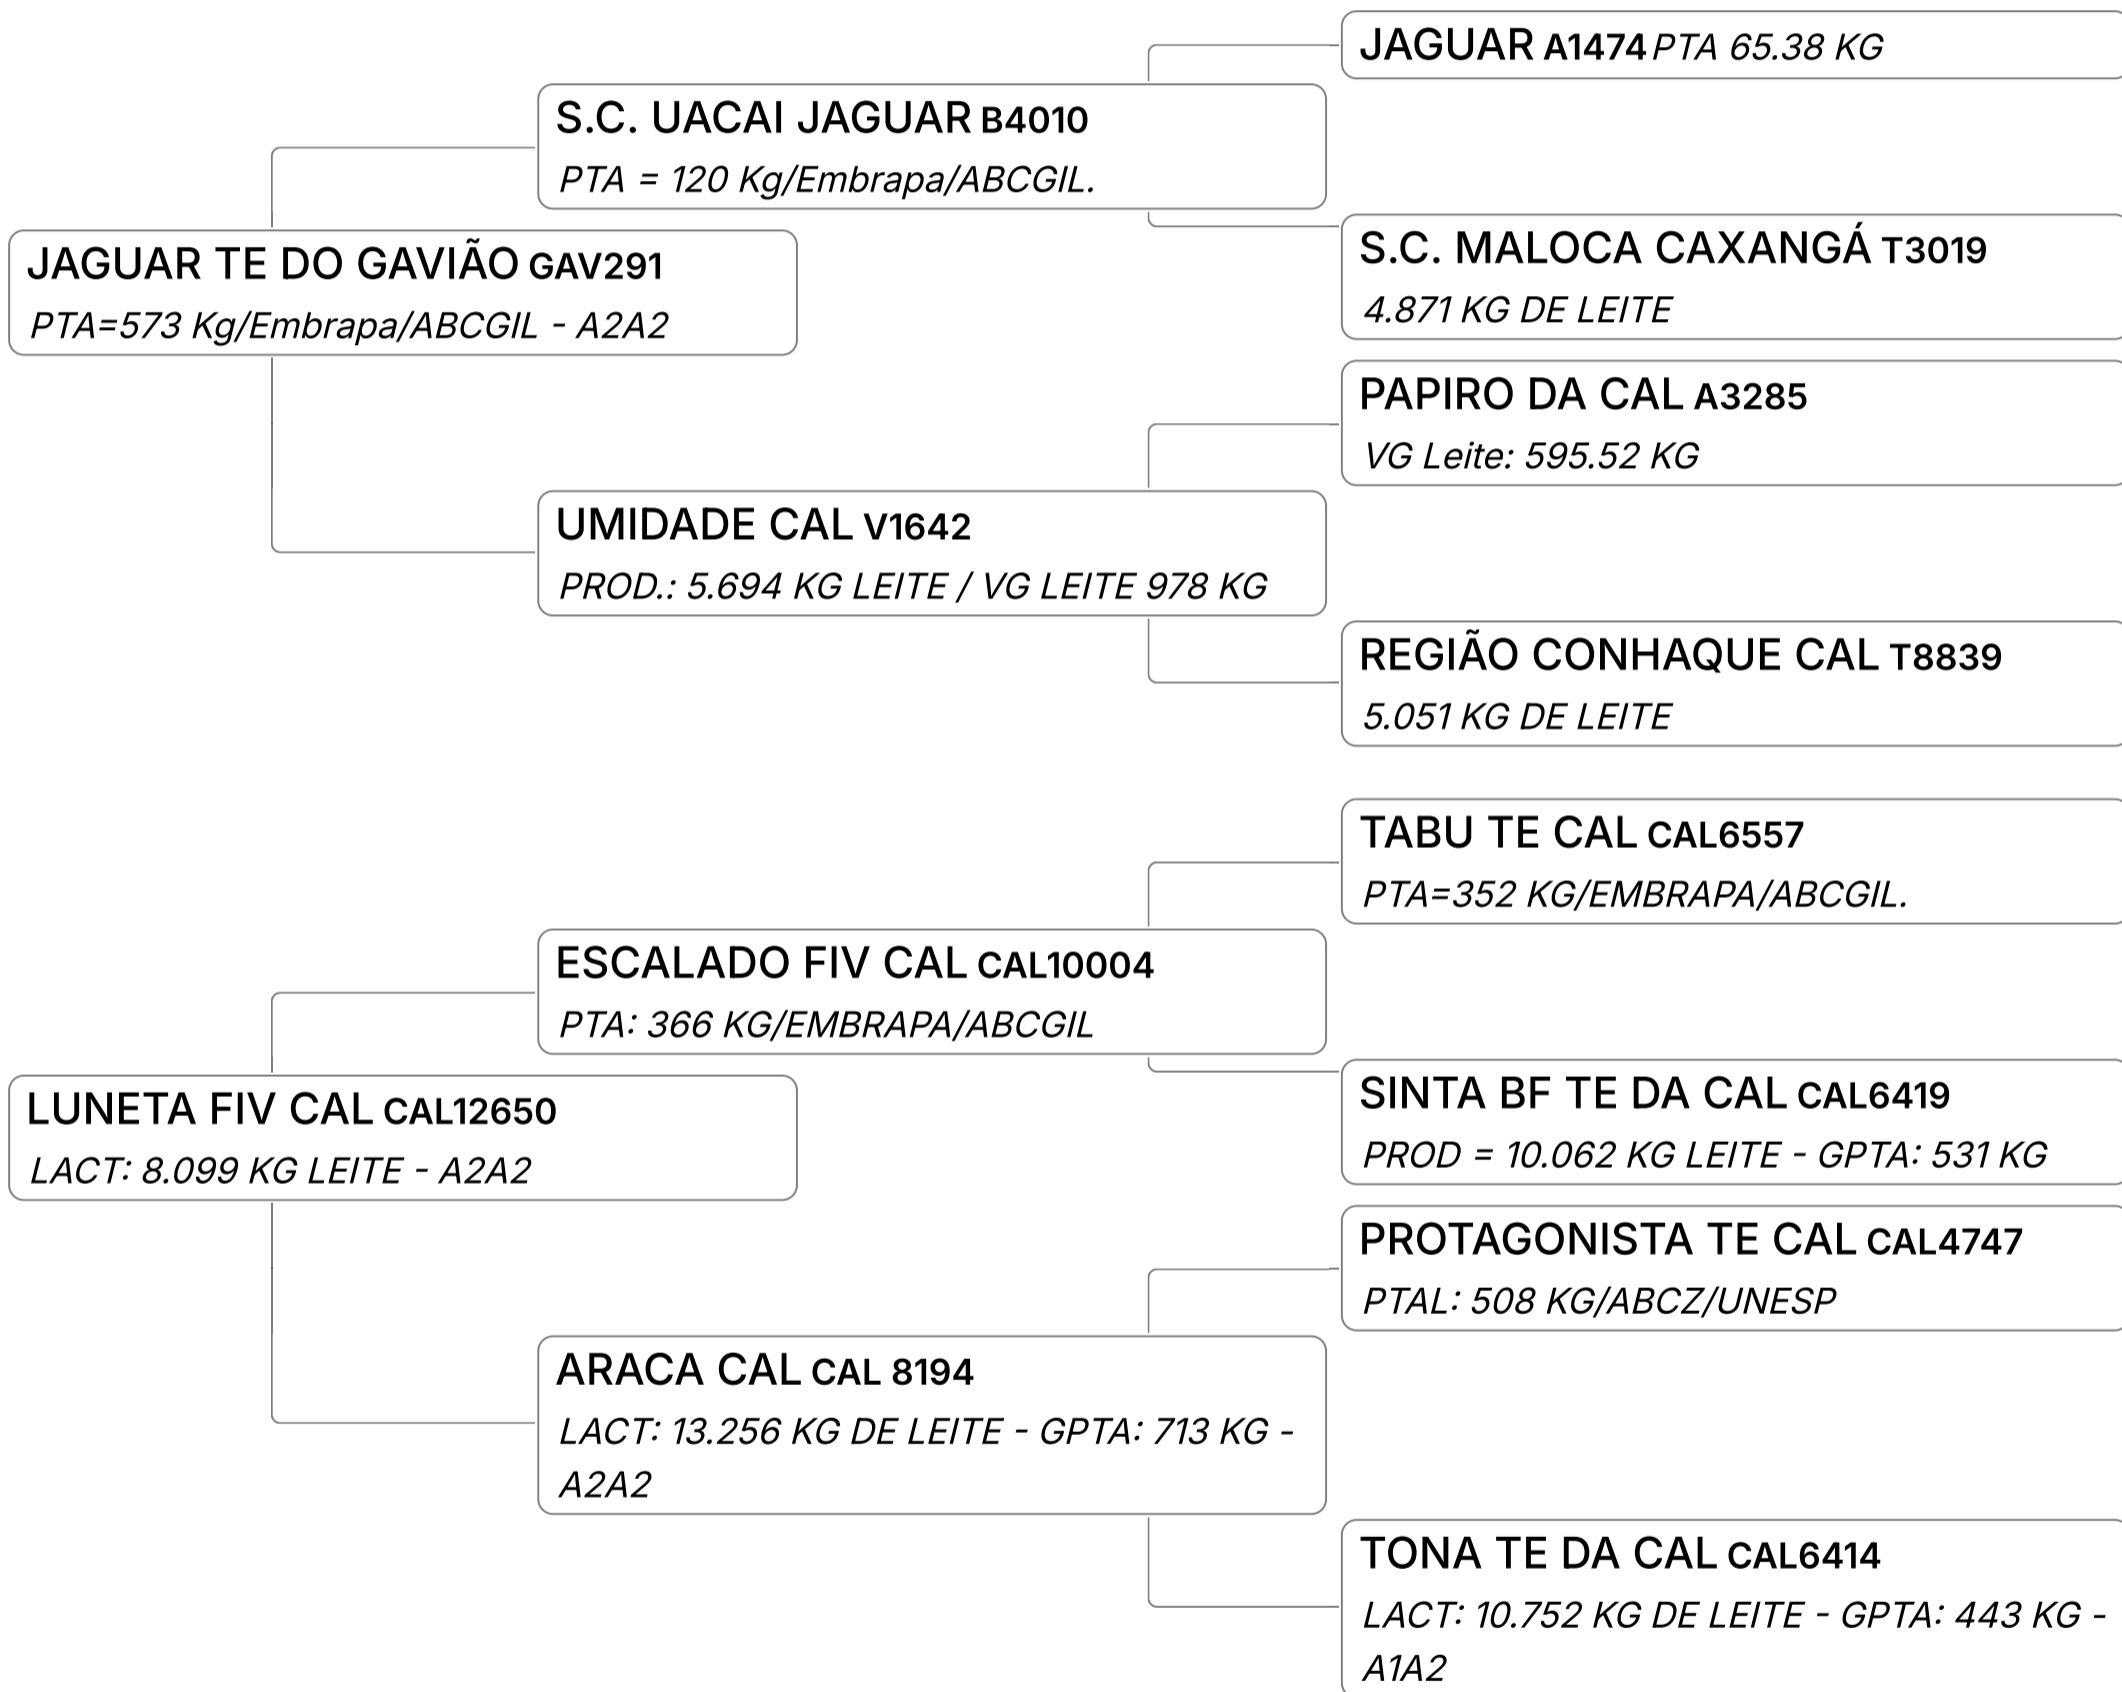 JAGUAR A1474 PTA 65.38 KG
S.C. UACAI JAGUAR B4010
PTA = 120 Kg/Embrapa/ABCGIL.
S.C. MALOCA CAXANGÁ T3019
4.871 KG DE LEITE
JAGUAR TE DO GAVIÃO GAV291
PTA=573 Kg/Embrapa/ABCGIL - A2A2
PAPIRO DA CAL A3285
VG Leite: 595.52 KG
UMIDADE CAL V1642
PROD.: 5.694 KG LEITE / VG LEITE 978 KG
REGIÃO CONHAQUE CAL T8839
5.051 KG DE LEITE
TABU TE CAL CAL6557
PTA=352 KG/EMBRAPA/ABCGIL.
ESCALADO FIV CAL CAL10004
PTA: 366 KG/EMBRAPA/ABCGIL
SINTA BF TE DA CAL CAL6419
PROD = 10.062 KG LEITE - GPTA: 531 KG
LUNETA FIV CAL CAL12650
LACT: 8.099 KG LEITE - A2A2
PROTAGONISTA TE CAL CAL4747
PTAL: 508 KG/ABCZ/UNESP
ARACA CAL CAL 8194
LACT: 13.256 KG DE LEITE - GPTA: 713 KG -
A2A2
TONA TE DA CAL CAL6414
LACT: 10.752 KG DE LEITE - GPTA: 443 KG -
A1A2